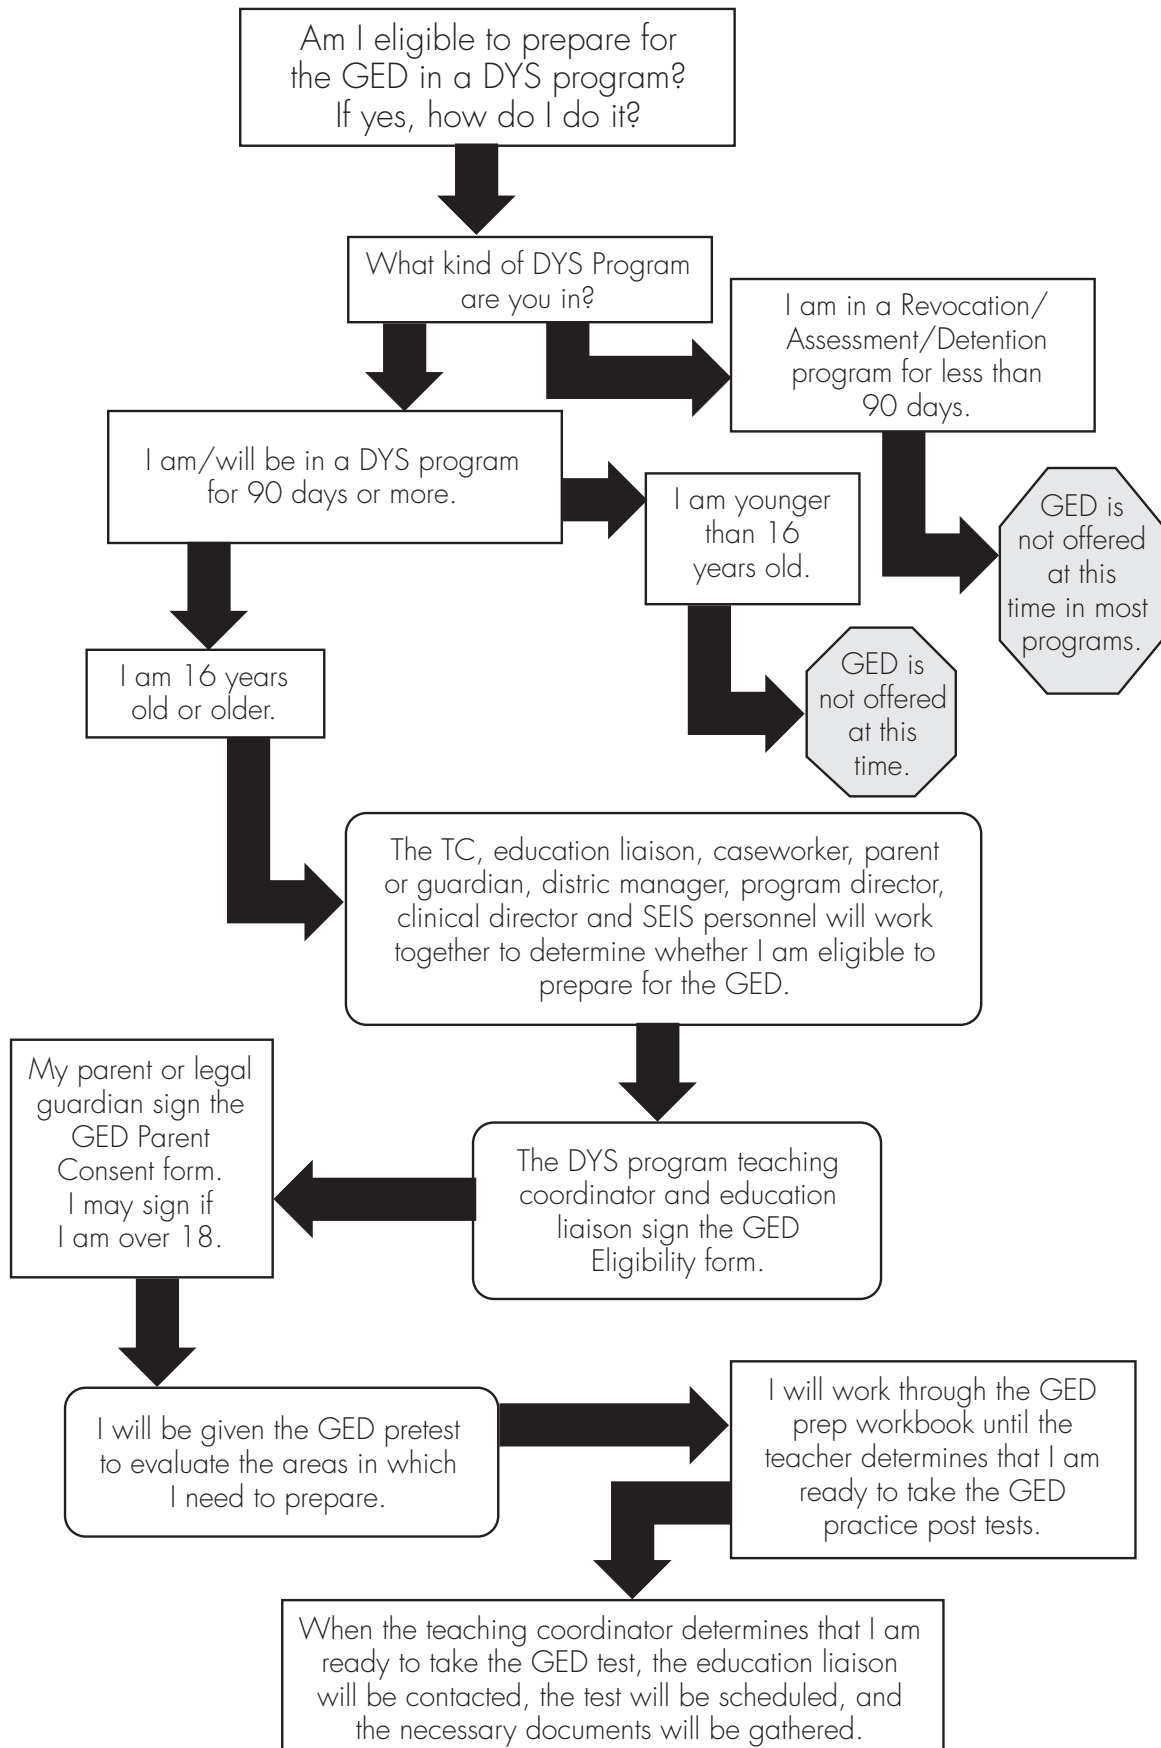 Am I eligible to prepare for
the GED in a DYS program?
If yes, how do I do it?
What kind of DYS Program
are you in?
I am in a Revocation/
Assessment/Detention
program for less than
90 days.
I am/will be in a DYS program
for 90 days or more.
I am younger
than 16
years old.
GED is
not offered
at this
time in most
programs.
I am 16 years
old or older.
GED is
not offered
at this
time.
The TC, education liaison, caseworker, parent
or guardian, distric manager, program director,
clinical director and SEIS personnel will work
together to determine whether I am eligible to
prepare for the GED.
The DYS program teaching
coordinator and education
liaison sign the GED
Eligibility form.
My parent or legal
guardian sign the
GED Parent
Consent form.
I may sign if
I am over 18.
I will be given the GED pretest
to evaluate the areas in which
I need to prepare.
I will work through the GED
prep workbook until the
teacher determines that I am
ready to take the GED
practice post tests.
When the teaching coordinator determines that I am
ready to take the GED test, the education liaison
will be contacted, the test will be scheduled, and
the necessary documents will be gathered.